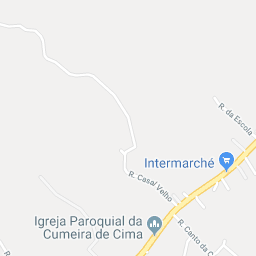 R. da Escola
Intermarché
R. Casal Velho
Igreja Paroquial da
Cumeira de Cima
R. Canto da C